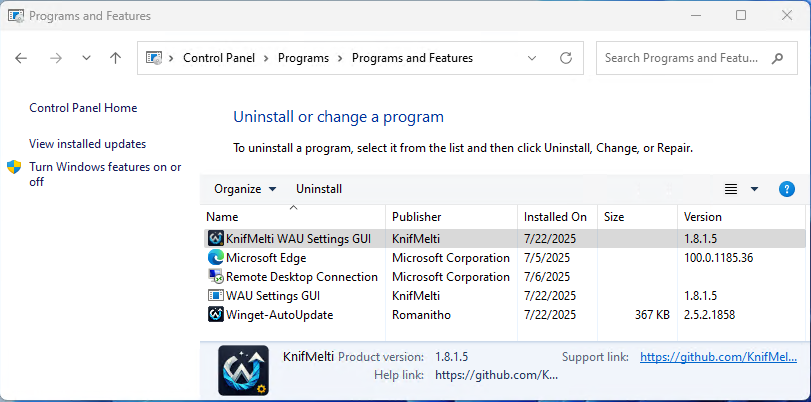 Programs and Features
Control Panel > Programs > Programs and Features
Search Programs and Featu...
Control Panel Home
View installed updates
Turn Windows features on or
off
Uninstall or change a program
To uninstall a program, select it from the list and then click Uninstall, Change, or Repair.
Organize Uninstall ?
Name Publisher Installed On Size Version
KnifMelti WAU Settings GUI KnifMelti 7/22/2025 1.8.1.5
Microsoft Edge Microsoft Corporation 7/5/2025 100.0.1185.36
Remote Desktop Connection Microsoft Corporation 7/6/2025
WAU Settings GUI KnifMelti 7/22/2025 1.8.1.5
Winget-AutoUpdate Romanitho 7/22/2025 367 KB 2.5.2.1858
KnifMelti Product version: 1.8.1.5 Support link: https://github.com/KnifMel...
Help link: https://github.com/K...